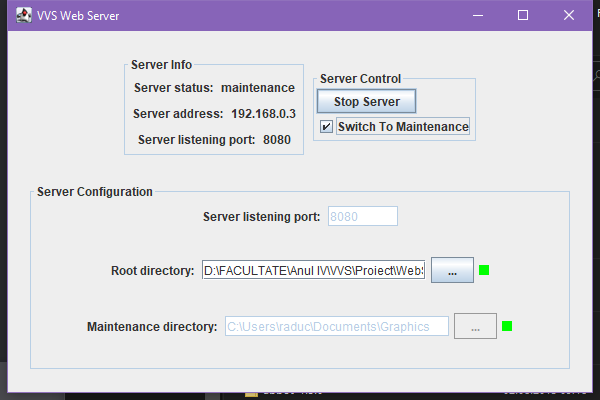 VVS Web Server
Server Info
Server status: maintenance
Server address: 192.168.0.3
Server listening port: 8080
Server Control
Stop Server
Switch To Maintenance
Server Configuration
Server listening port: 8080
Root directory: D:\FACULTATE\Anul IV\VVS\Proiect\WebS ...
Maintenance directory: C:\Users\raduc\Documents\Graphics ...